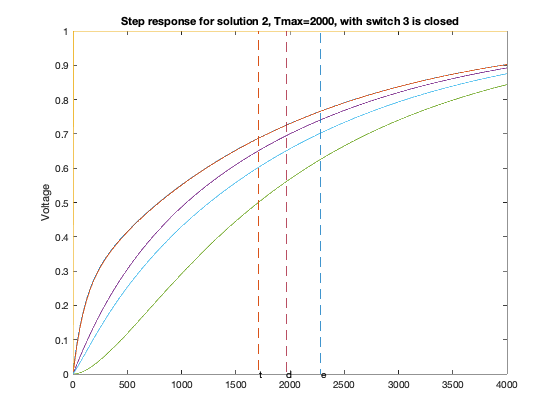 Step response for solution 2, Tmax=2000, with switch 3 is closed
1
0.9
0.8
0.7
0.6
0.5
0.4
0.3
0.2
0.1
0
Voltage
t d e
0 500 1000 1500 2000 2500 3000 3500 4000